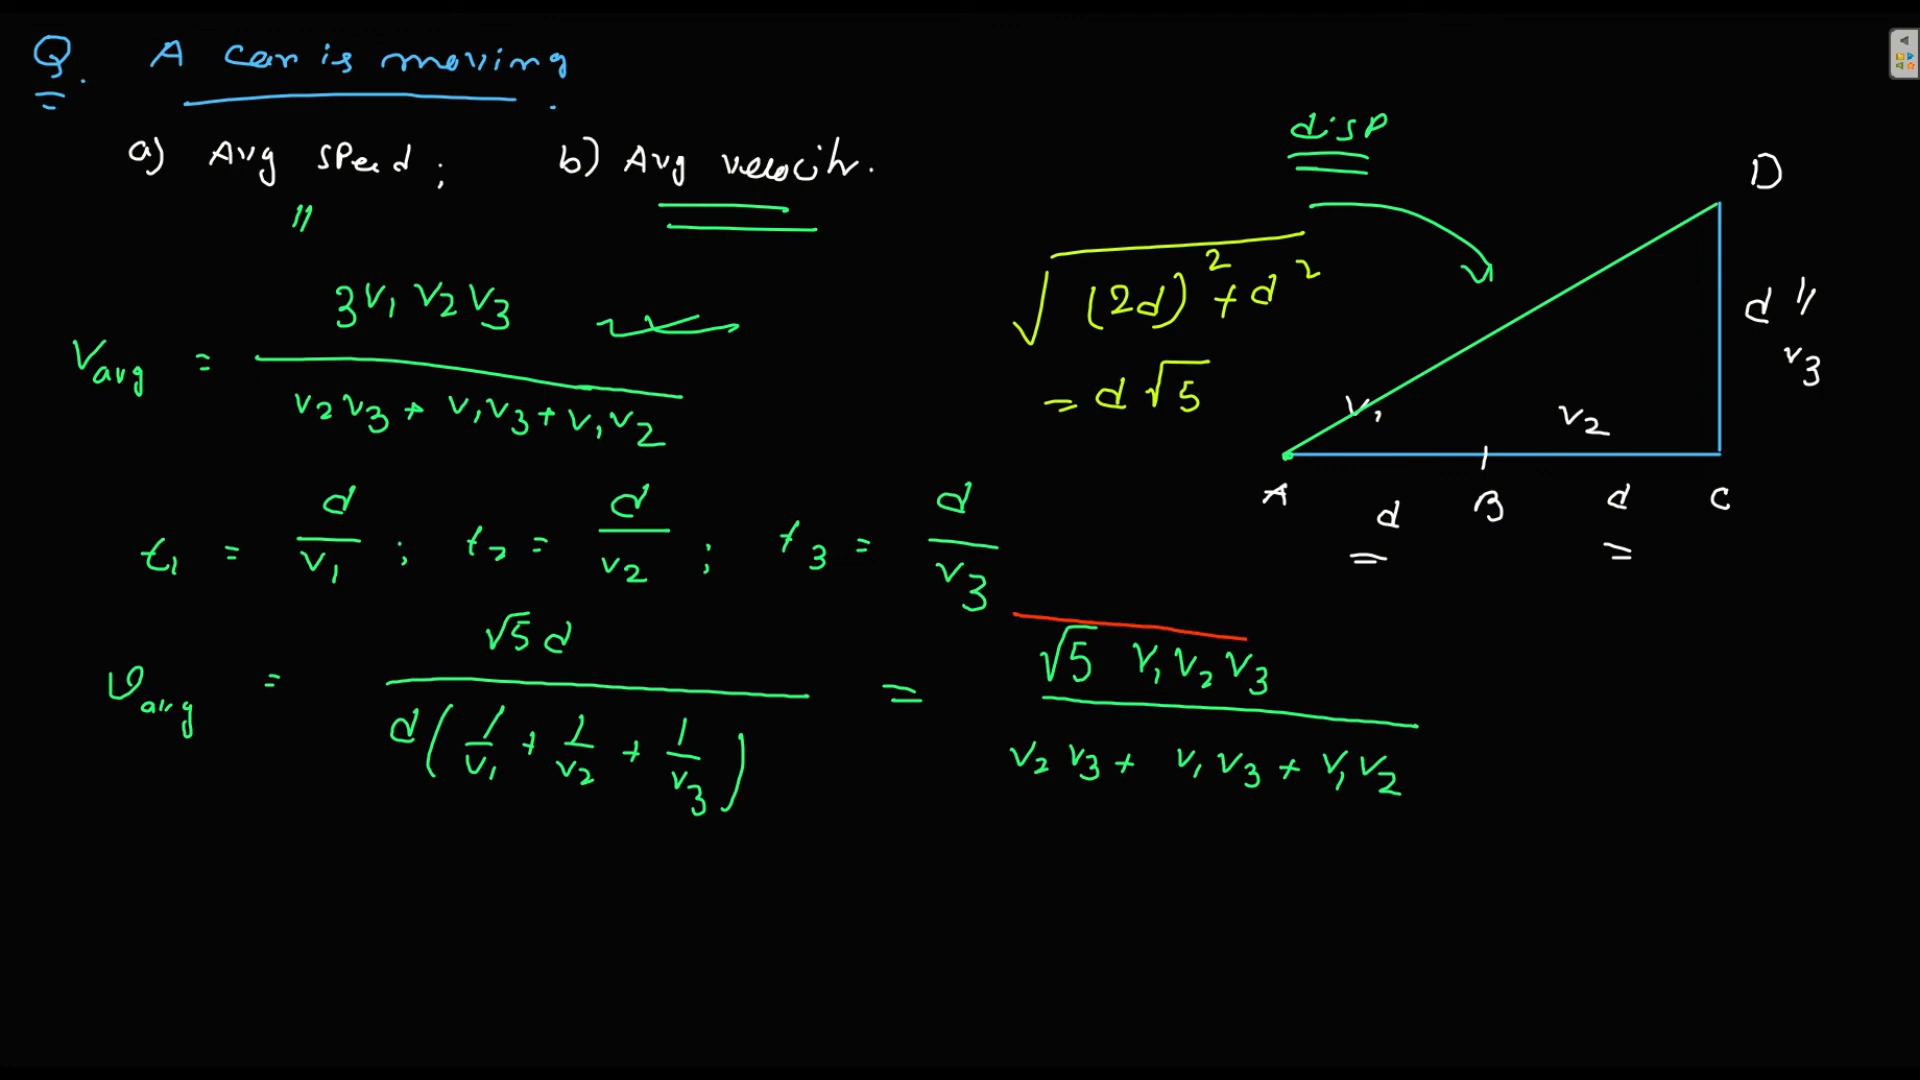 Q. A car is moving.
a) Avg speed; b) Avg velocity.
disp
D
3V₁V₂V₃
Vavg =
V₂V₃ + V₁V₃ + V₁V₂
√(2d)² + d²
= d√5
d
V₃
V₁ V₂
A d B d C
t₁ = d/V₁ ; t₂ = d/V₂ ; t₃ = d/V₃
vavg = √5 d / d(1/V₁ + 1/V₂ + 1/V₃) = √5 V₁V₂V₃ / V₂V₃ + V₁V₃ + V₁V₂